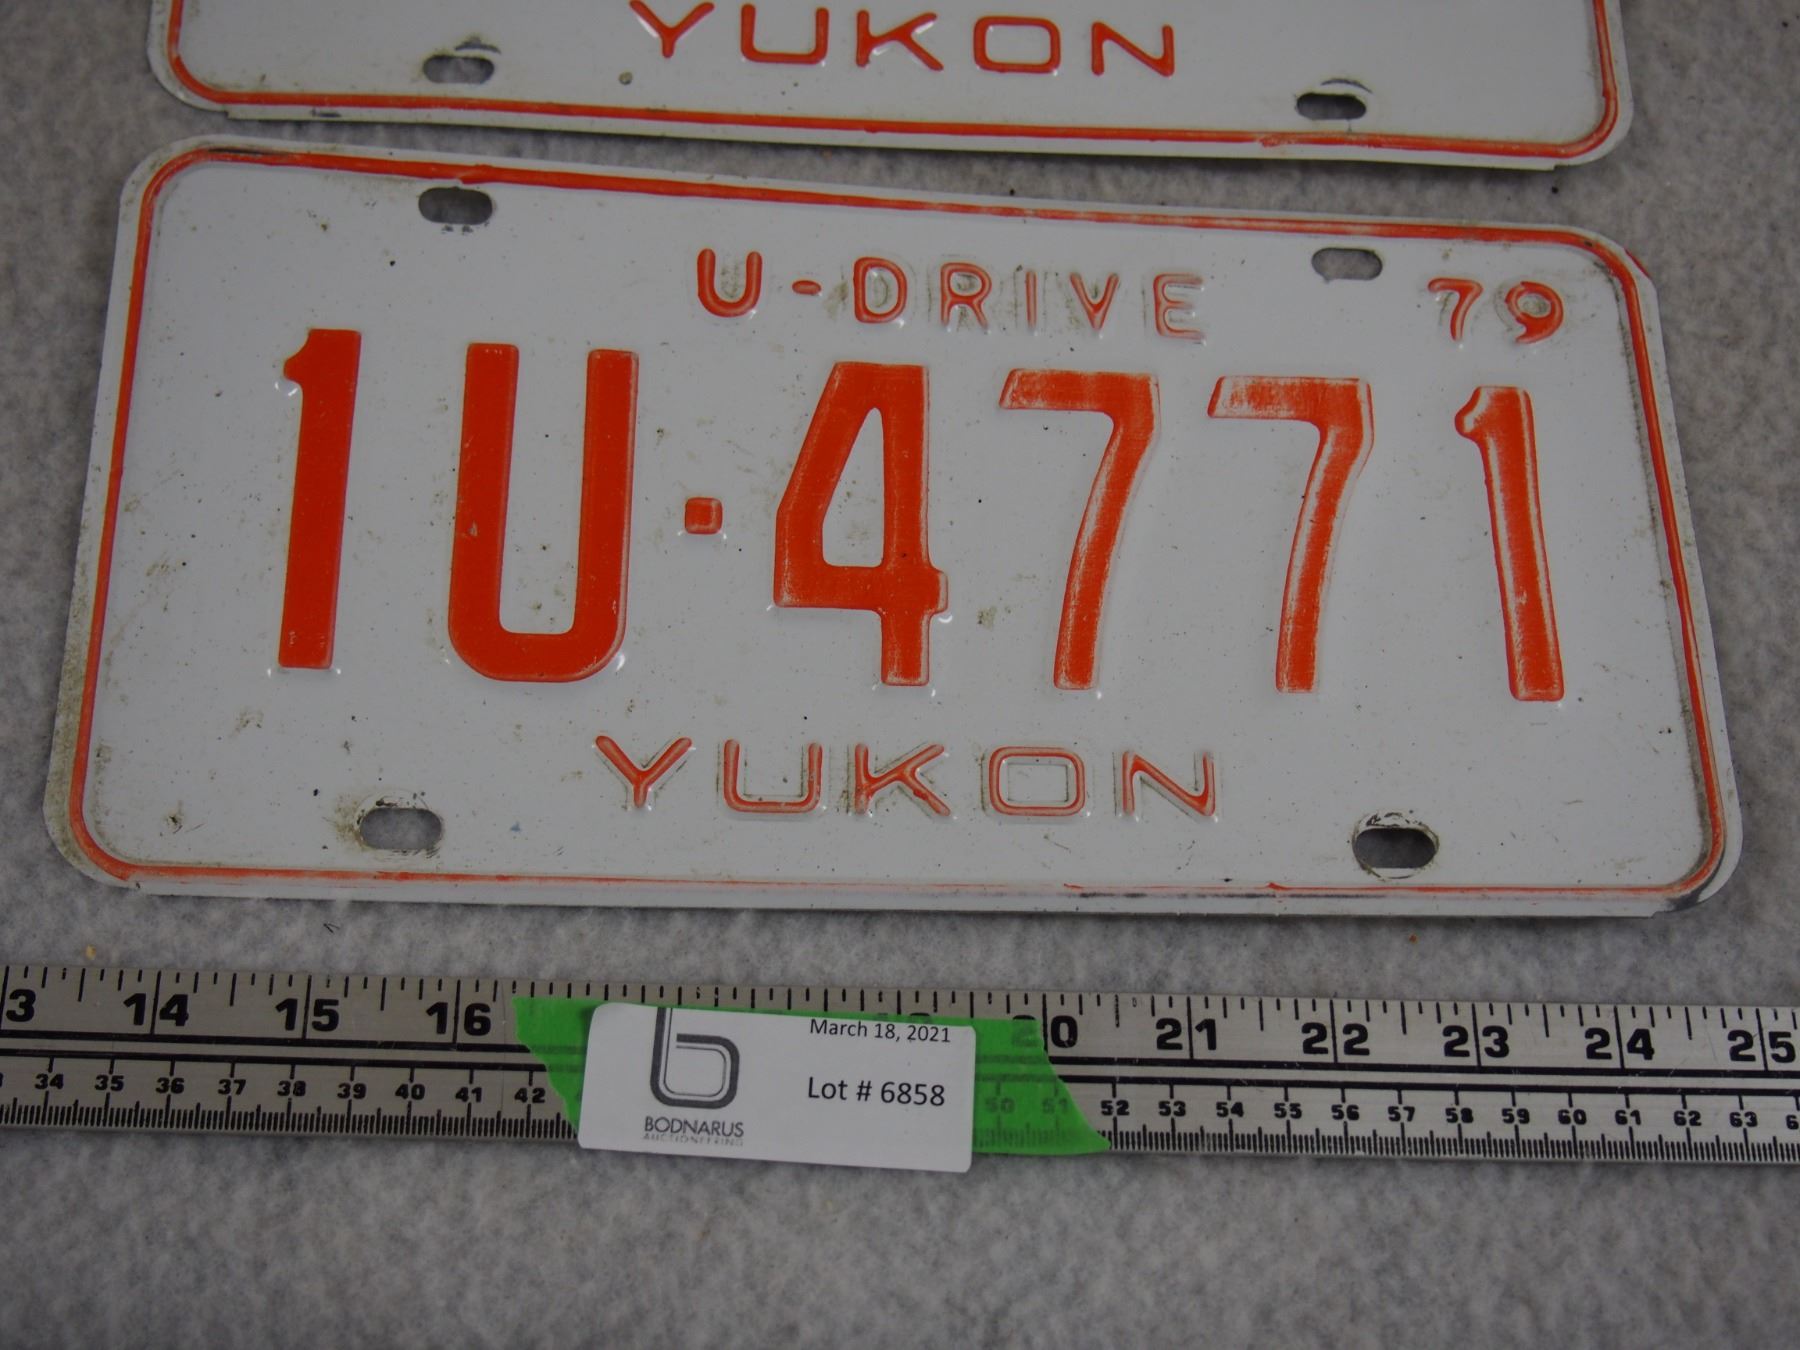 YUKON
U-DRIVE 79
1U·4771
YUKON
3 14 15 16 20 21 22 23 24 25
34 35 36 37 38 39 40 41 42 50 51 52 53 54 55 56 57 58 59 60 61 62 63
March 18, 2021
Lot # 6858
BODNARUS
AUCTIONEERING